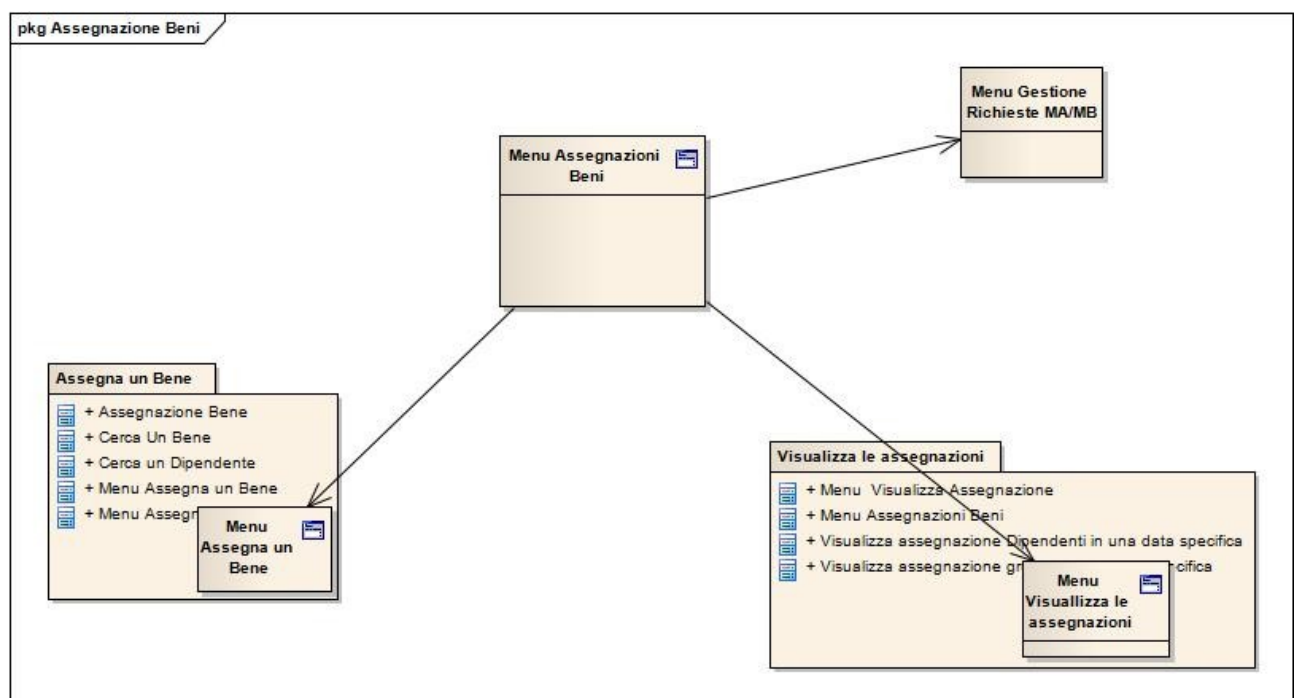 pkg Assegnazione Beni
Menu Gestione
Richieste MA/MB
Menu Assegnazioni
Beni
Assegna un Bene
+ Assegnazione Bene
+ Cerca Un Bene
+ Cerca un Dipendente
+ Menu Assegna un Bene
+ Menu Assegn
Menu
Assegna un
Bene
Visualizza le assegnazioni
+ Menu Visualizza Assegnazione
+ Menu Assegnazioni Beni
+ Visualizza assegnazione Dipendenti in una data specifica
+ Visualizza assegnazione gr cifica
Menu
Visuallizza le
assegnazioni